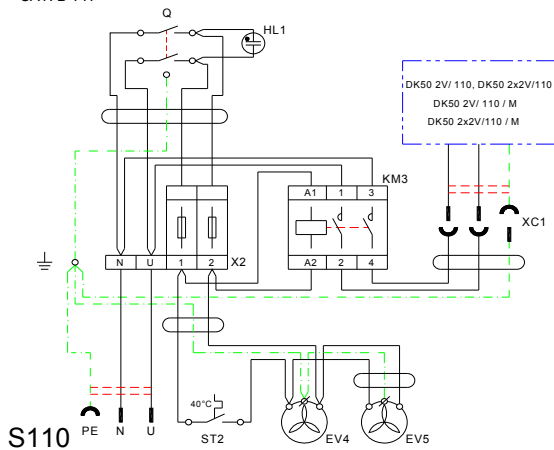 Q
HL1
DK50 2V/ 110, DK50 2x2V/110
DK50 2V/ 110 / M
DK50 2x2V/110 / M
KM3
A1 1 3
XC1
N U 1 2 X2
A2 2 4
40°C
S110 PE N U ST2 EV4 EV5